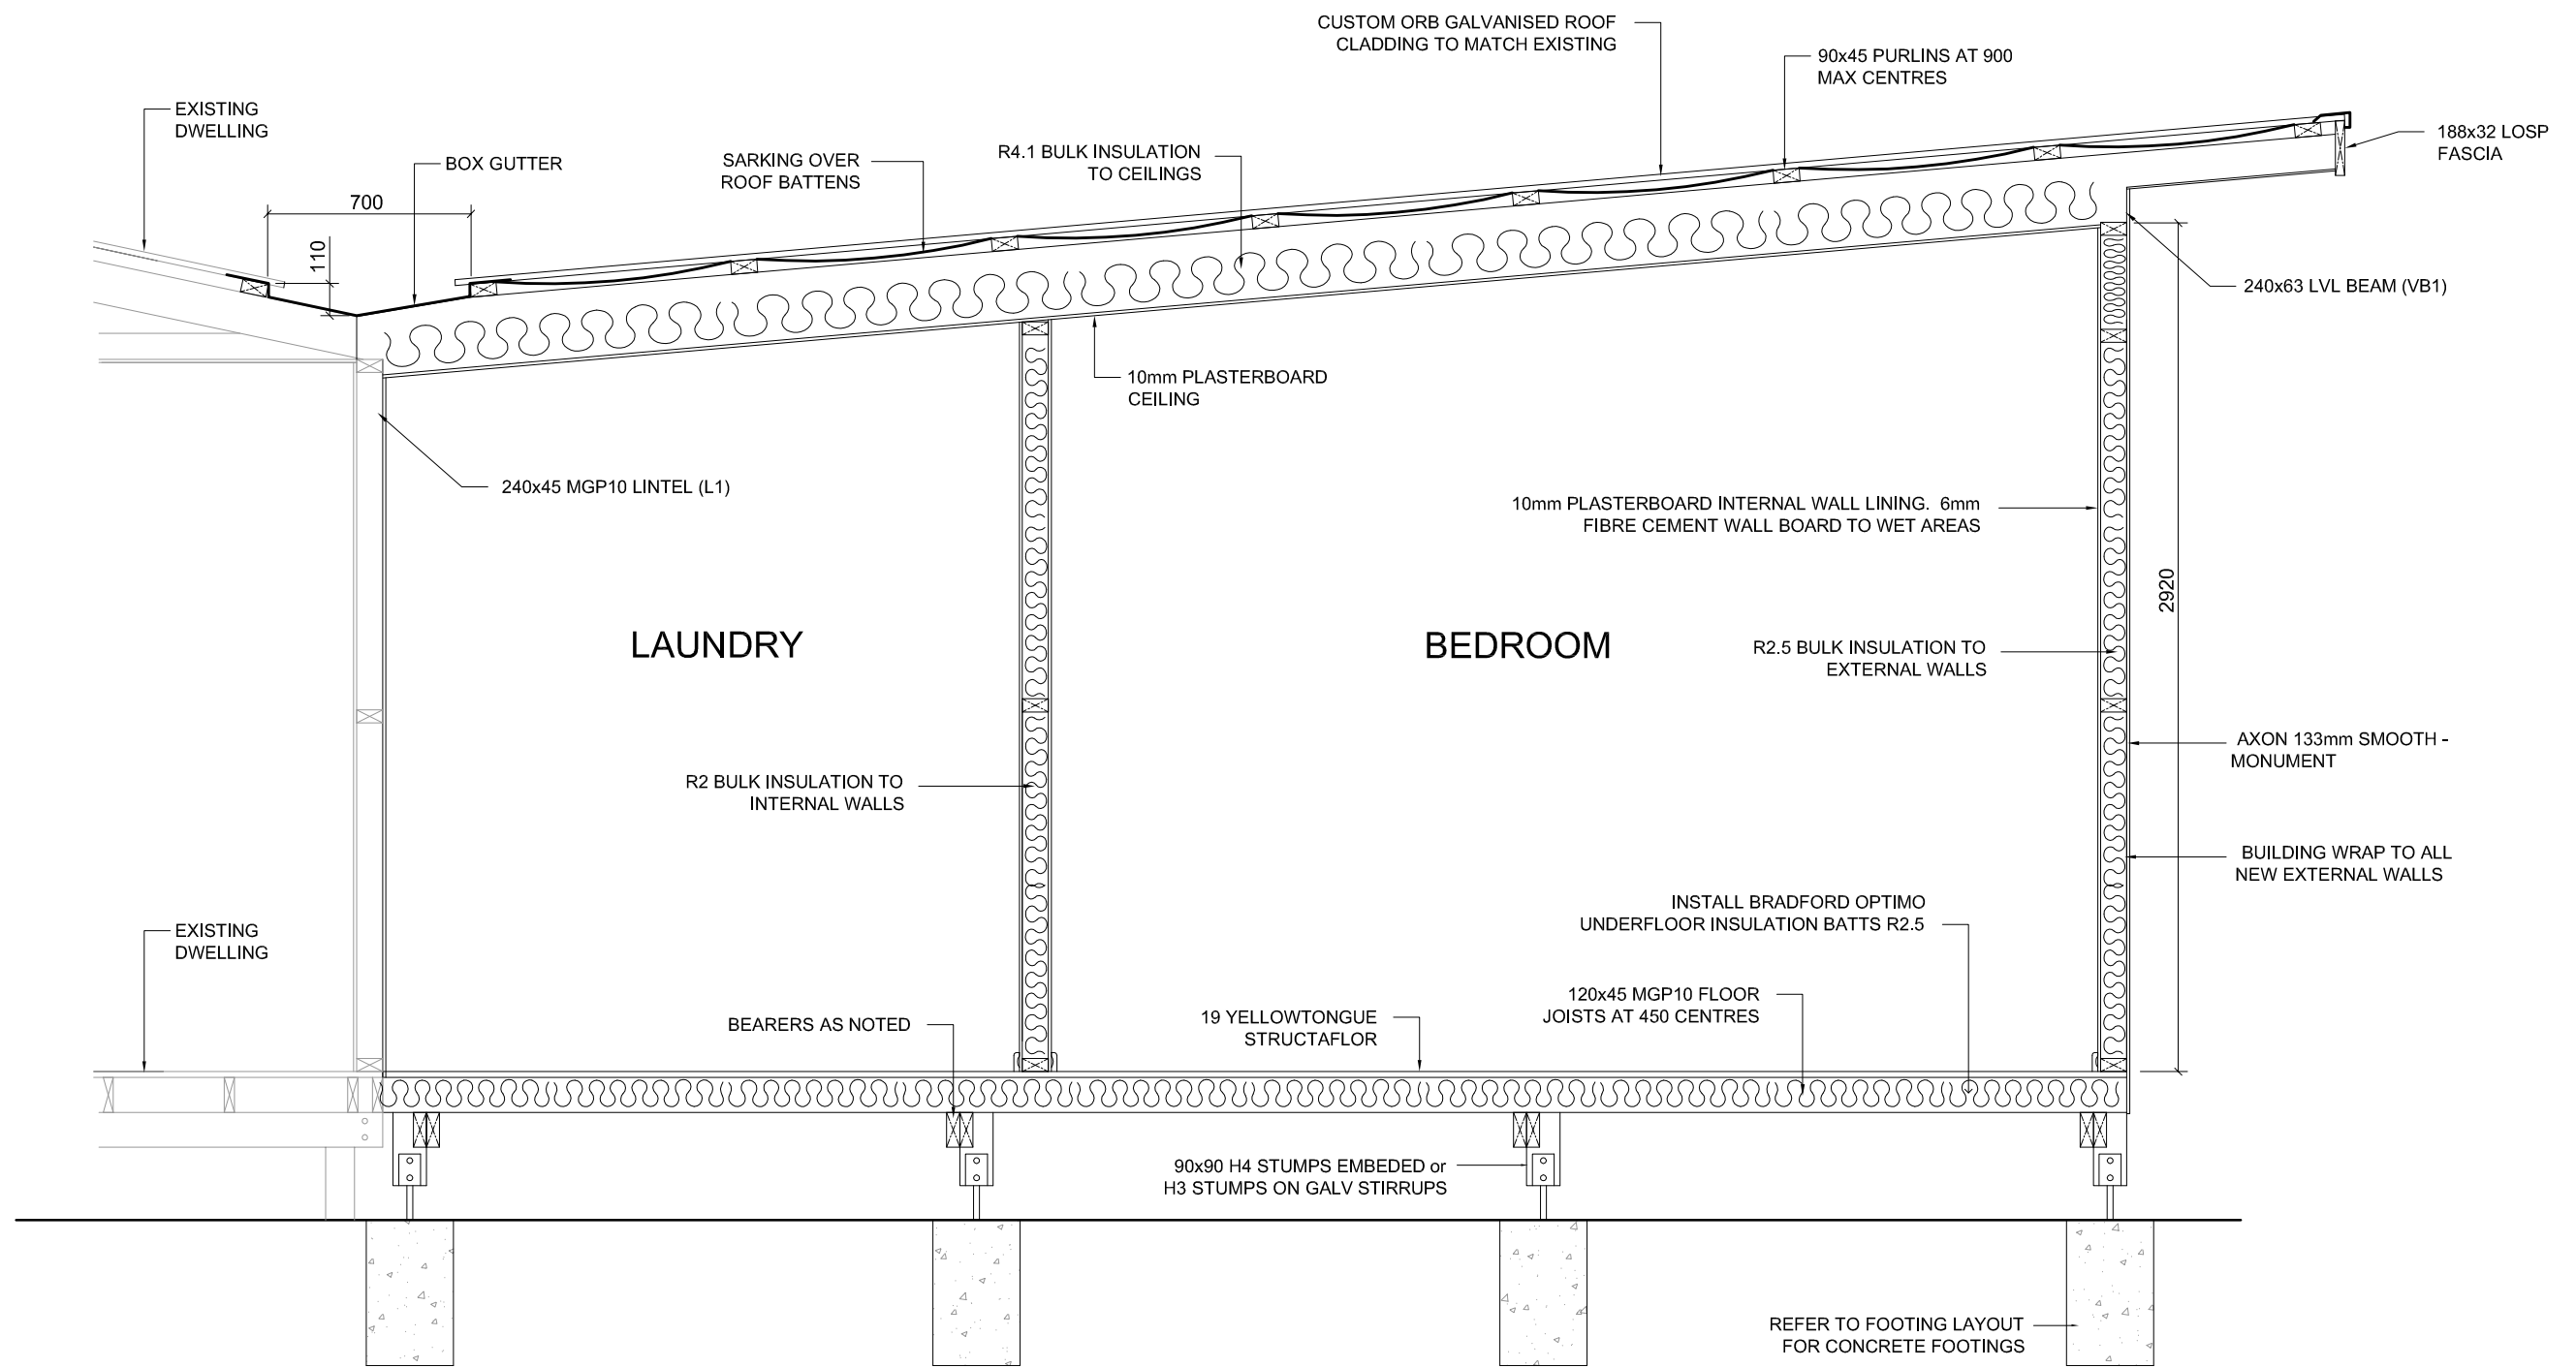 CUSTOM ORB GALVANISED ROOF
CLADDING TO MATCH EXISTING
90x45 PURLINS AT 900
MAX CENTRES
EXISTING
DWELLING
188x32 LOSP
FASCIA
BOX GUTTER
SARKING OVER
ROOF BATTENS
R4.1 BULK INSULATION
TO CEILINGS
700
110
240x63 LVL BEAM (VB1)
10mm PLASTERBOARD
CEILING
240x45 MGP10 LINTEL (L1)
10mm PLASTERBOARD INTERNAL WALL LINING. 6mm
FIBRE CEMENT WALL BOARD TO WET AREAS
2920
LAUNDRY
BEDROOM
R2.5 BULK INSULATION TO
EXTERNAL WALLS
AXON 133mm SMOOTH -
MONUMENT
R2 BULK INSULATION TO
INTERNAL WALLS
BUILDING WRAP TO ALL
NEW EXTERNAL WALLS
INSTALL BRADFORD OPTIMO
UNDERFLOOR INSULATION BATTS R2.5
EXISTING
DWELLING
120x45 MGP10 FLOOR
JOISTS AT 450 CENTRES
BEARERS AS NOTED
19 YELLOWTONGUE
STRUCTAFLOR
90x90 H4 STUMPS EMBEDED or
H3 STUMPS ON GALV STIRRUPS
REFER TO FOOTING LAYOUT
FOR CONCRETE FOOTINGS